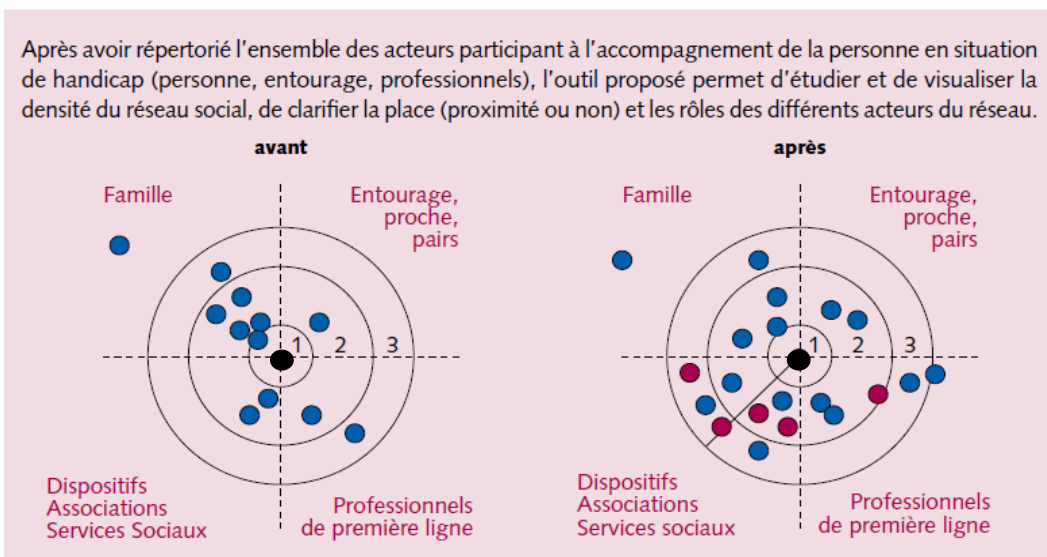 Après avoir répertorié l'ensemble des acteurs participant à l'accompagnement de la personne en situation
de handicap (personne, entourage, professionnels), l'outil proposé permet d'étudier et de visualiser la
densité du réseau social, de clarifier la place (proximité ou non) et les rôles des différents acteurs du réseau.
avant
Famille
Entourage,
proche,
pairs
1 2 3
Dispositifs
Associations
Services Sociaux
Professionnels
de première ligne
après
Famille
Entourage,
proche,
pairs
1 2 3
Dispositifs
Associations
Services sociaux
Professionnels
de première ligne